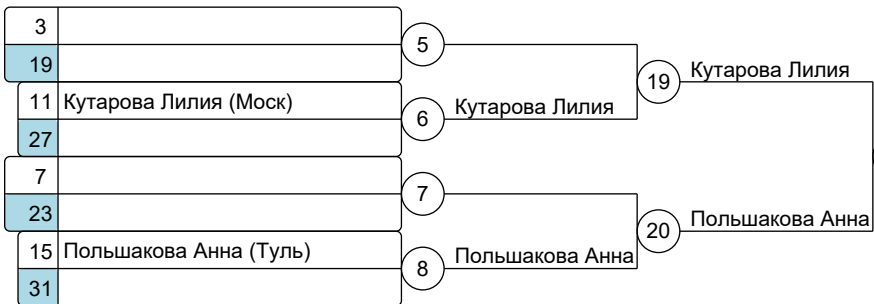 3
5
19
19 Кутарова Лилия
11 Кутарова Лилия (Моск)
6 Кутарова Лилия
27
7
7
23
20 Польшакова Анна
15 Польшакова Анна (Туль)
8 Польшакова Анна
31